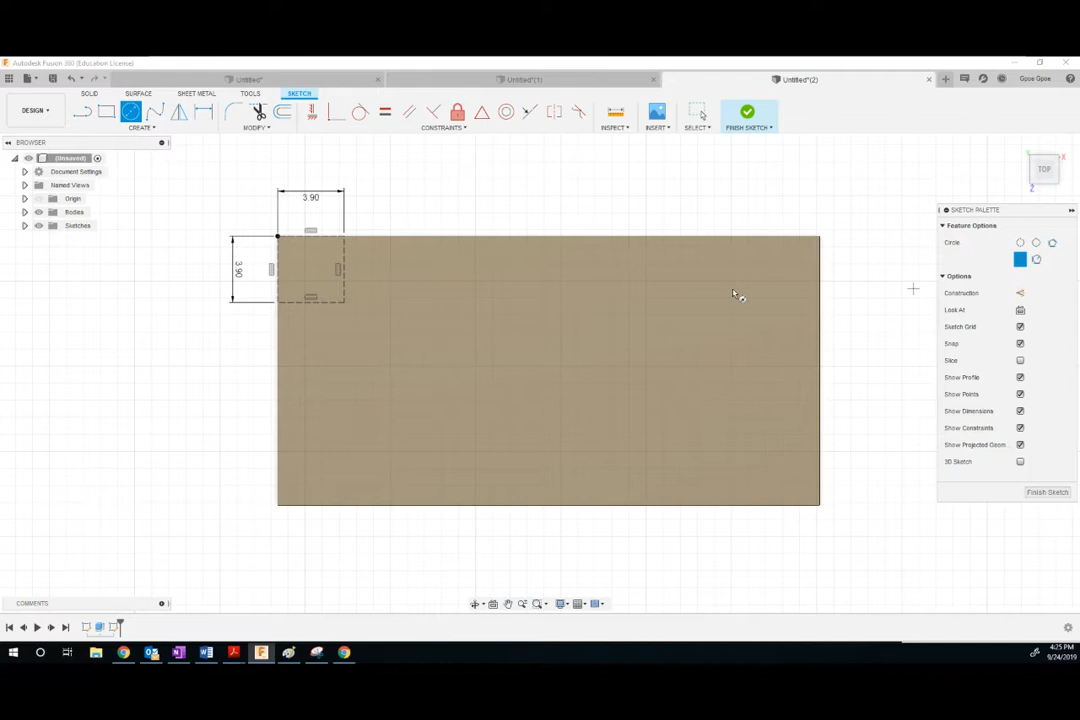 Autodesk Fusion 360 (Education License)
Untitled*
Untitled*(1)
Untitled*(2)
Gpoe Gpoe
DESIGN
SOLID
SURFACE
SHEET METAL
TOOLS
SKETCH
CREATE
MODIFY
CONSTRAINTS
INSPECT
INSERT
SELECT
FINISH SKETCH
BROWSER
(Unsaved)
Document Settings
Named Views
Origin
Bodies
Sketches
TOP
X
Z
3.90
3.90
SKETCH PALETTE
Feature Options
Circle
Options
Construction
Look At
Sketch Grid
Snap
Slice
Show Profile
Show Points
Show Dimensions
Show Constraints
Show Projected Geom...
3D Sketch
Finish Sketch
COMMENTS
4:25 PM
9/24/2019